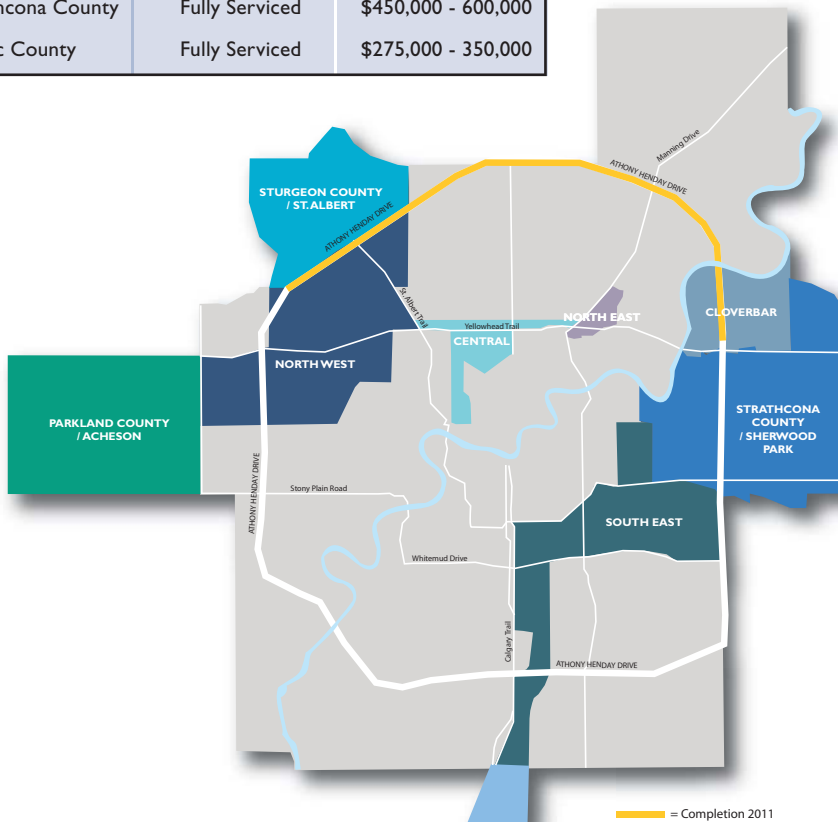 thcona County Fully Serviced $450,000 - 600,000
c County Fully Serviced $275,000 - 350,000
Manning Drive
ATHONY HENDAY DRIVE
STURGEON COUNTY
/ ST. ALBERT
ATHONY HENDAY DRIVE
St. Albert Trail
Yellowhead Trail
NORTH EAST
CLOVERBAR
CENTRAL
NORTH WEST
PARKLAND COUNTY
/ ACHESON
STRATHCONA
COUNTY
/ SHERWOOD
PARK
ATHONY HENDAY DRIVE
Stony Plain Road
SOUTH EAST
Whitemud Drive
Calgary Trail
ATHONY HENDAY DRIVE
= Completion 2011